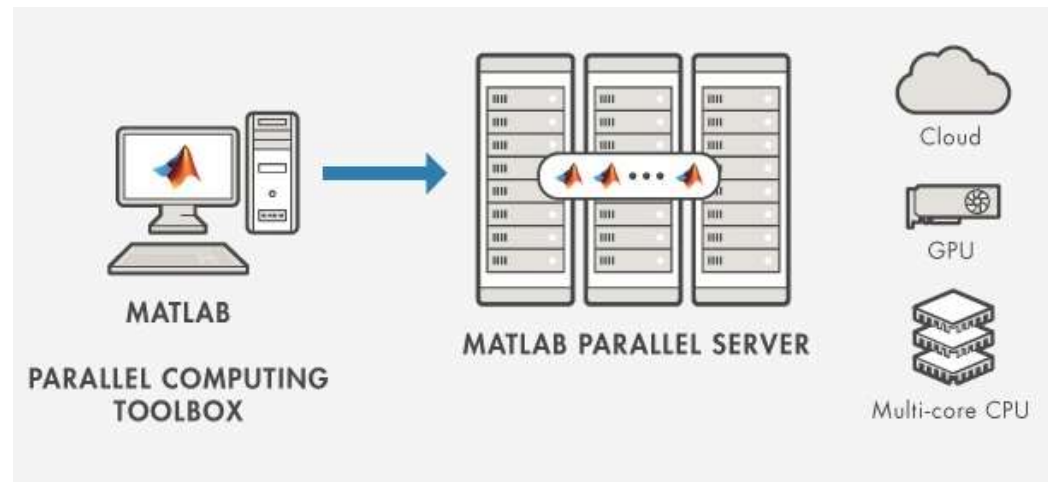 MATLAB
PARALLEL COMPUTING
TOOLBOX
MATLAB PARALLEL SERVER
Cloud
GPU
Multi-core CPU